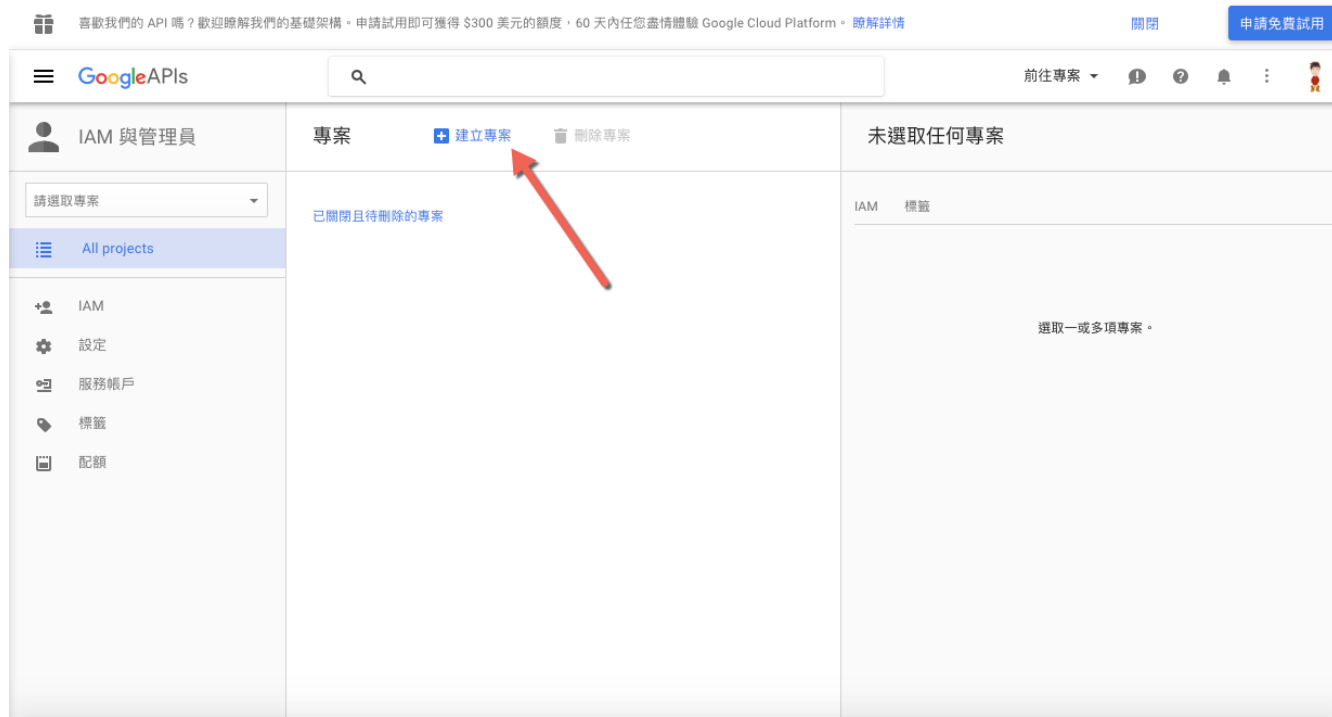 喜歡我們的 API 嗎？歡迎瞭解我們的基礎架構。申請試用即可獲得 $300 美元的額度，60 天內任您盡情體驗 Google Cloud Platform。 瞭解詳情 關閉 申請免費試用
GoogleAPIs 前往專案
IAM 與管理員 專案 建立專案 刪除專案 未選取任何專案
請選取專案
已關閉且待刪除的專案
IAM 標籤
All projects
IAM
設定
服務帳戶
標籤
配額
選取一或多項專案。